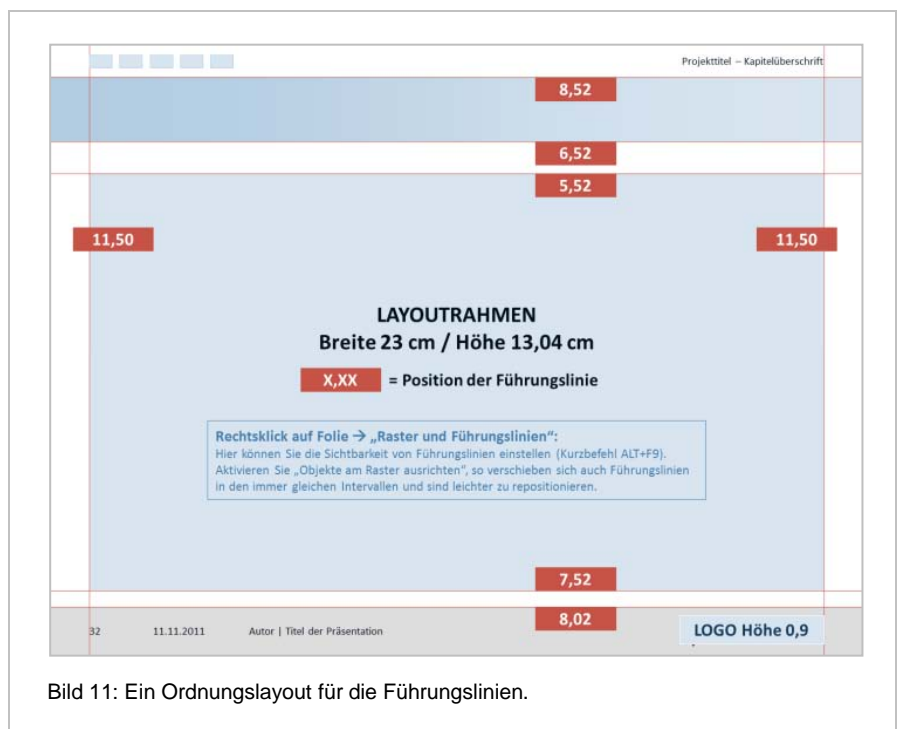 Projekttitel – Kapitelüberschrift
8,52
6,52
5,52
11,50
11,50
LAYOUTRAHMEN
Breite 23 cm / Höhe 13,04 cm
X,XX = Position der Führungslinie
Rechtsklick auf Folie → „Raster und Führungslinien“:
Hier können Sie die Sichtbarkeit von Führungslinien einstellen (Kurzbefehl ALT+F9).
Aktivieren Sie „Objekte am Raster ausrichten“, so verschieben sich auch Führungslinien
in den immer gleichen Intervallen und sind leichter zu repositionieren.
7,52
8,02
32 11.11.2011 Autor | Titel der Präsentation LOGO Höhe 0,9
Bild 11: Ein Ordnungslayout für die Führungslinien.